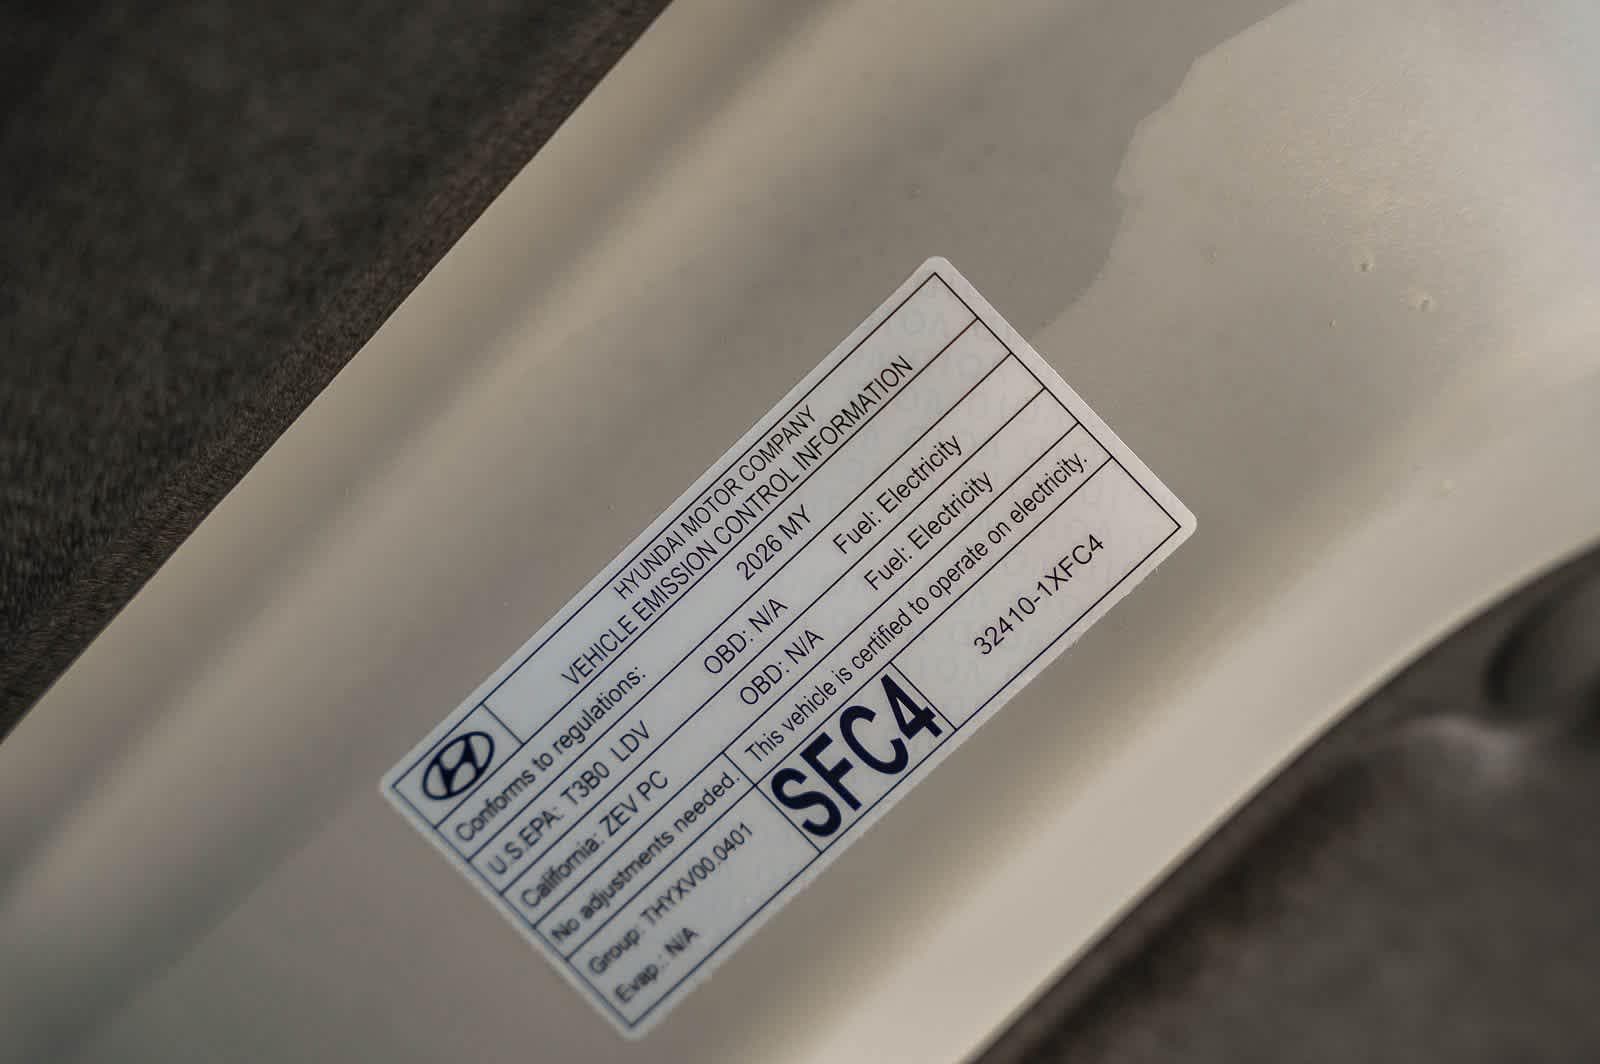 HYUNDAI MOTOR COMPANY
VEHICLE EMISSION CONTROL INFORMATION
Conforms to regulations: 2026 MY
U.S.EPA: T3B0 LDV OBD: N/A Fuel: Electricity
California: ZEV PC OBD: N/A Fuel: Electricity
No adjustments needed. This vehicle is certified to operate on electricity.
Group: THYXV00.0401
Evap.: N/A
SFC4
32410-1XFC4